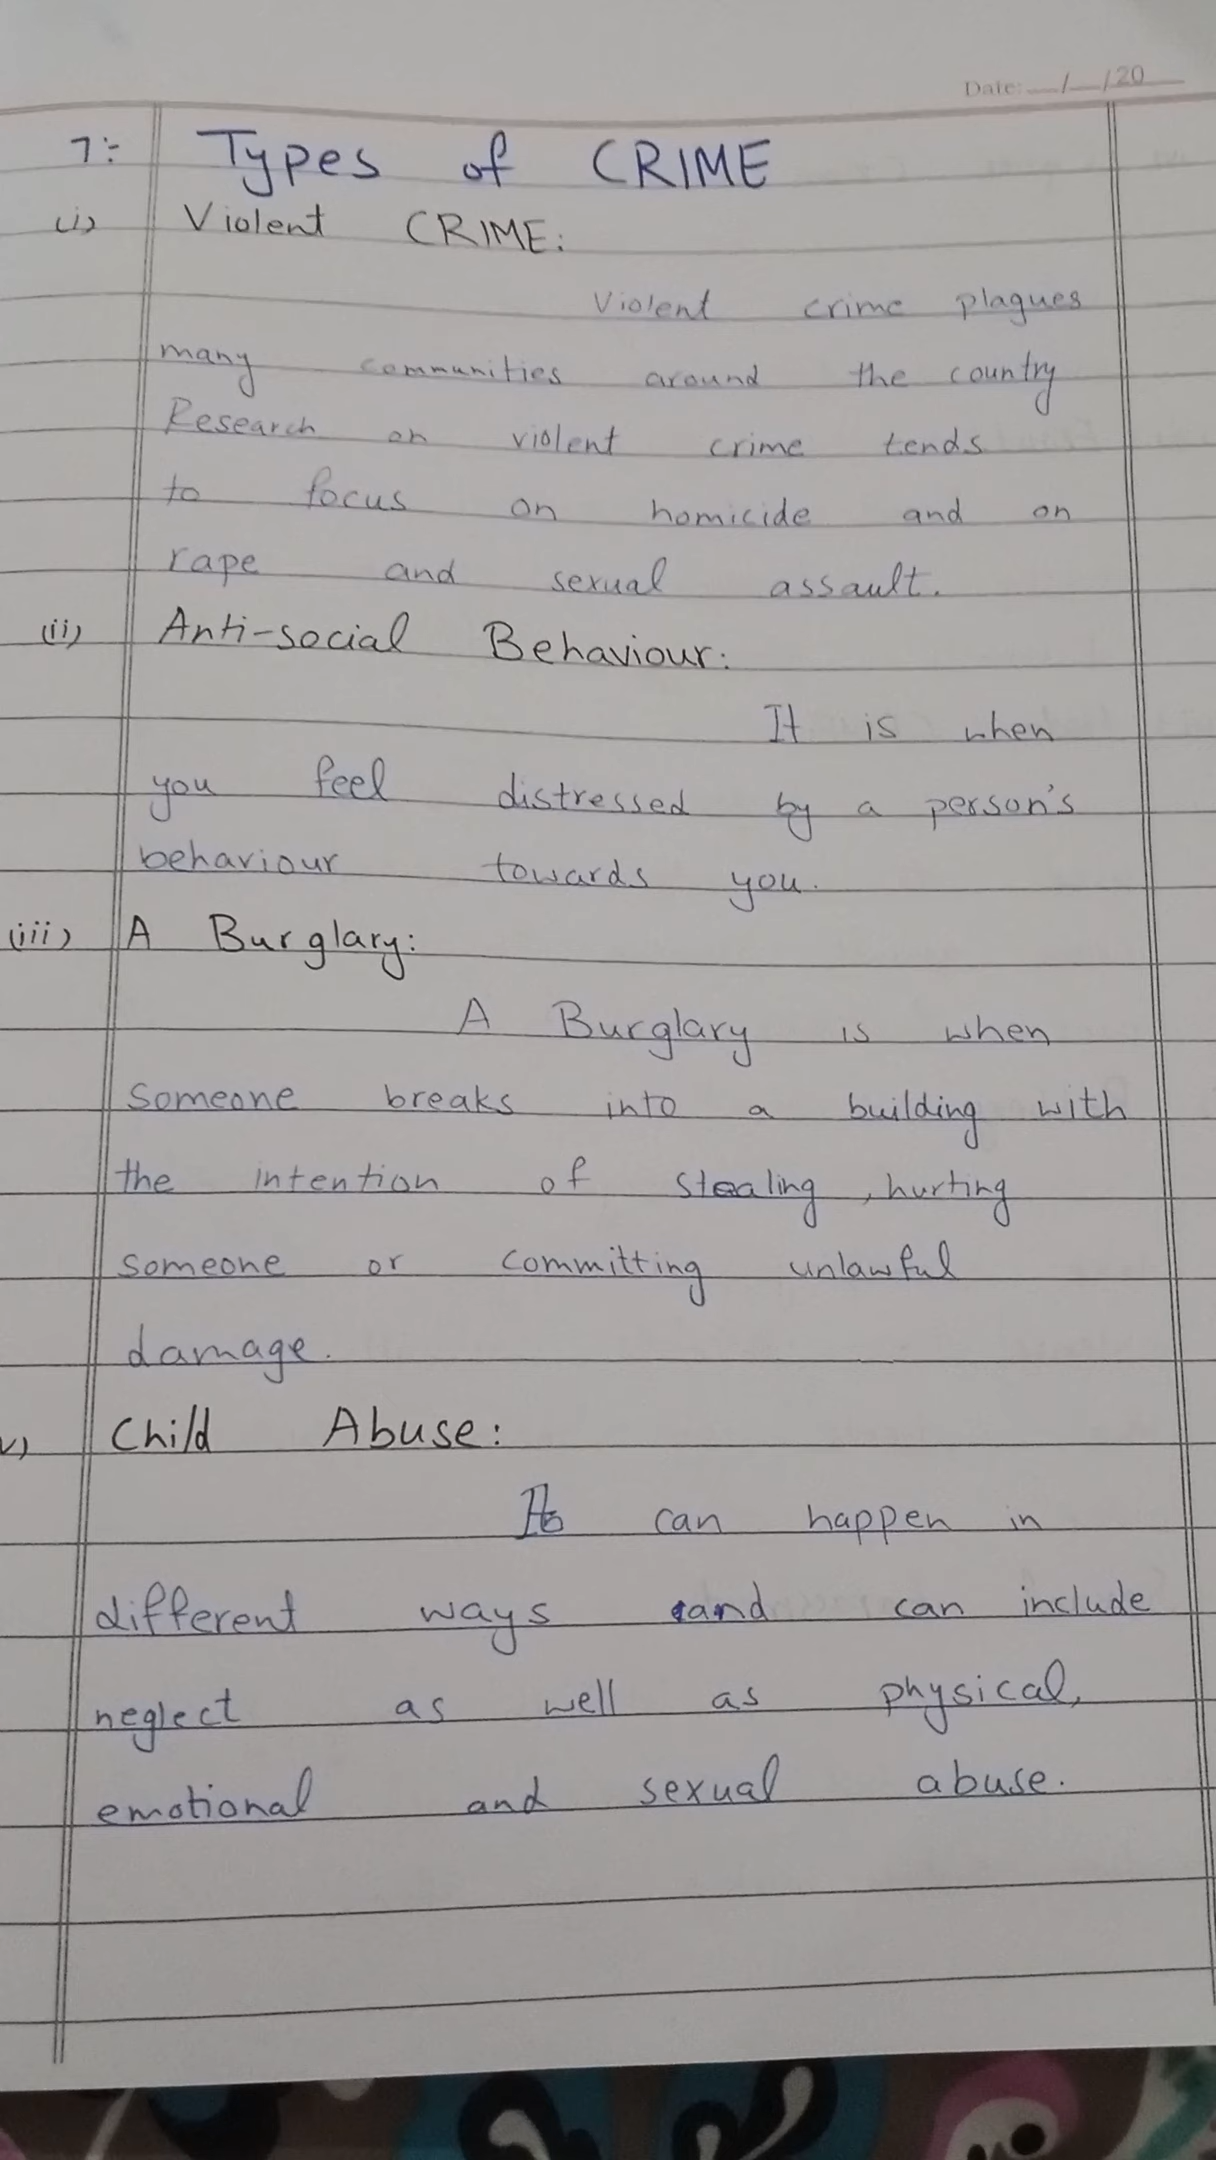 Date: __/__/20__
7:- Types of CRIME
(i) Violent CRIME:
Violent crime plagues
many communities around the country
Research on violent crime tends
to focus on homicide and on
rape and sexual assault.
(ii) Anti-social Behaviour:
It is when
you feel distressed by a person's
behaviour towards you.
(iii) A Burglary:
A Burglary is when
someone breaks into a building with
the intention of stealing, hurting
someone or committing unlawful
damage.
v) Child Abuse:
It can happen in
different ways and can include
neglect as well as physical,
emotional and sexual abuse.